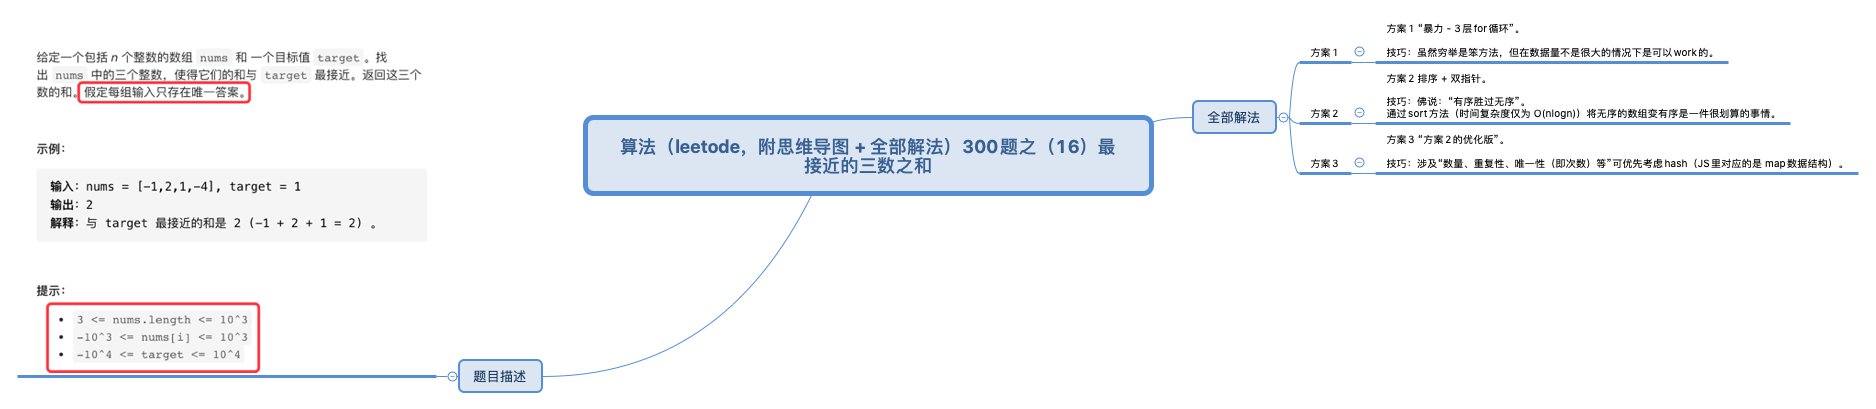 给定一个包括 n 个整数的数组 nums 和 一个目标值 target 。找
出 nums 中的三个整数，使得它们的和与 target 最接近。返回这三个
数的和。假定每组输入只存在唯一答案。
示例：
输入：nums = [-1,2,1,-4], target = 1
输出：2
解释：与 target 最接近的和是 2 (-1 + 2 + 1 = 2) 。
提示：
• 3 <= nums.length <= 10^3
• -10^3 <= nums[i] <= 10^3
• -10^4 <= target <= 10^4
题目描述
算法（leetode，附思维导图 + 全部解法）300题之（16）最
接近的三数之和
全部解法
方案 1
方案 1 “暴力 - 3 层 for 循环”。
技巧：虽然穷举是笨方法，但在数据量不是很大的情况下是可以 work 的。
方案 2
方案 2 排序 + 双指针。
技巧：佛说：“有序胜过无序”。
通过 sort 方法（时间复杂度仅为 O(nlogn)）将无序的数组变有序是一件很划算的事情。
方案 3
方案 3 “方案 2 的优化版”。
技巧：涉及“数量、重复性、唯一性（即次数）等”可优先考虑 hash（JS 里对应的是 map 数据结构）。